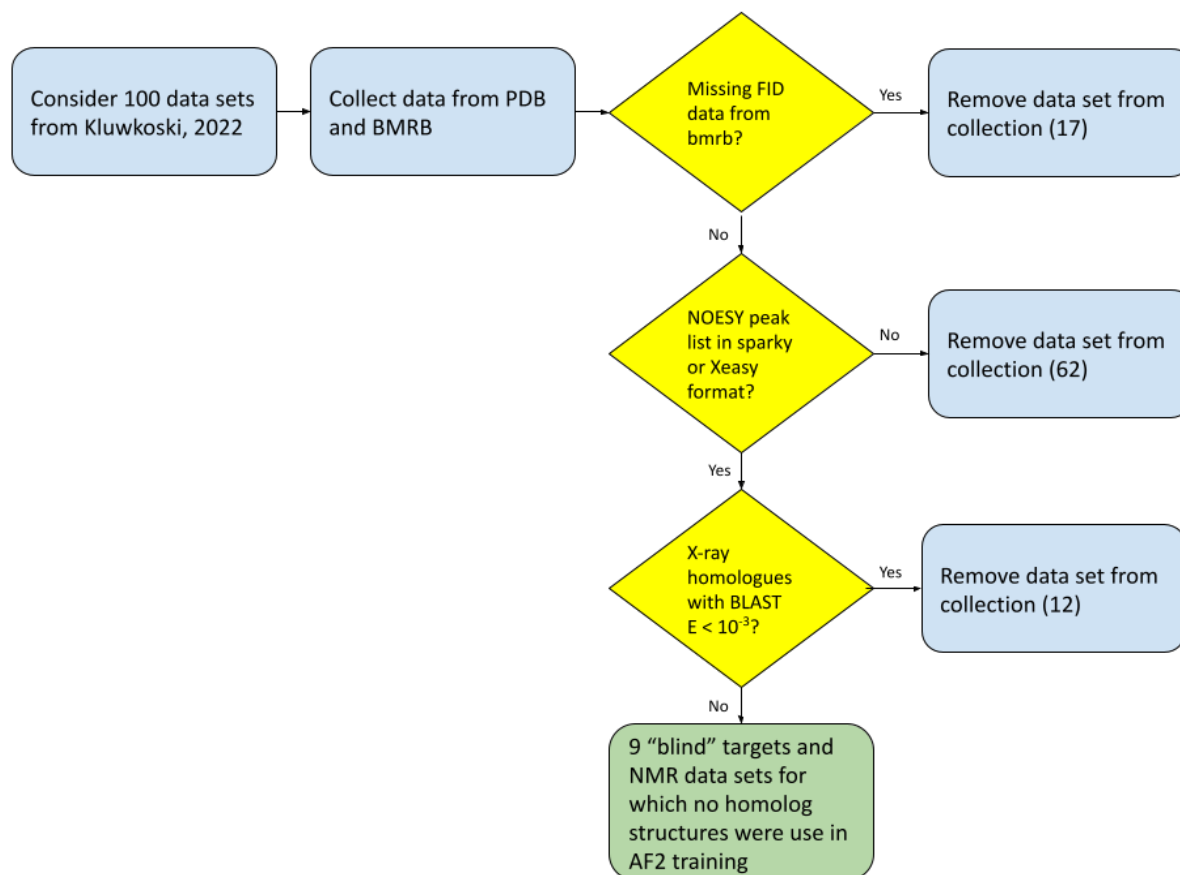 Consider 100 data sets
from Kluwkoski, 2022
Collect data from PDB
and BMRB
Missing FID
data from
bmrb?
Yes
Remove data set from
collection (17)
No
NOESY peak
list in sparky
or Xeasy
format?
No
Remove data set from
collection (62)
Yes
X-ray
homologues
with BLAST
E < 10⁻³?
Yes
Remove data set from
collection (12)
No
9 “blind” targets and
NMR data sets for
which no homolog
structures were use in
AF2 training